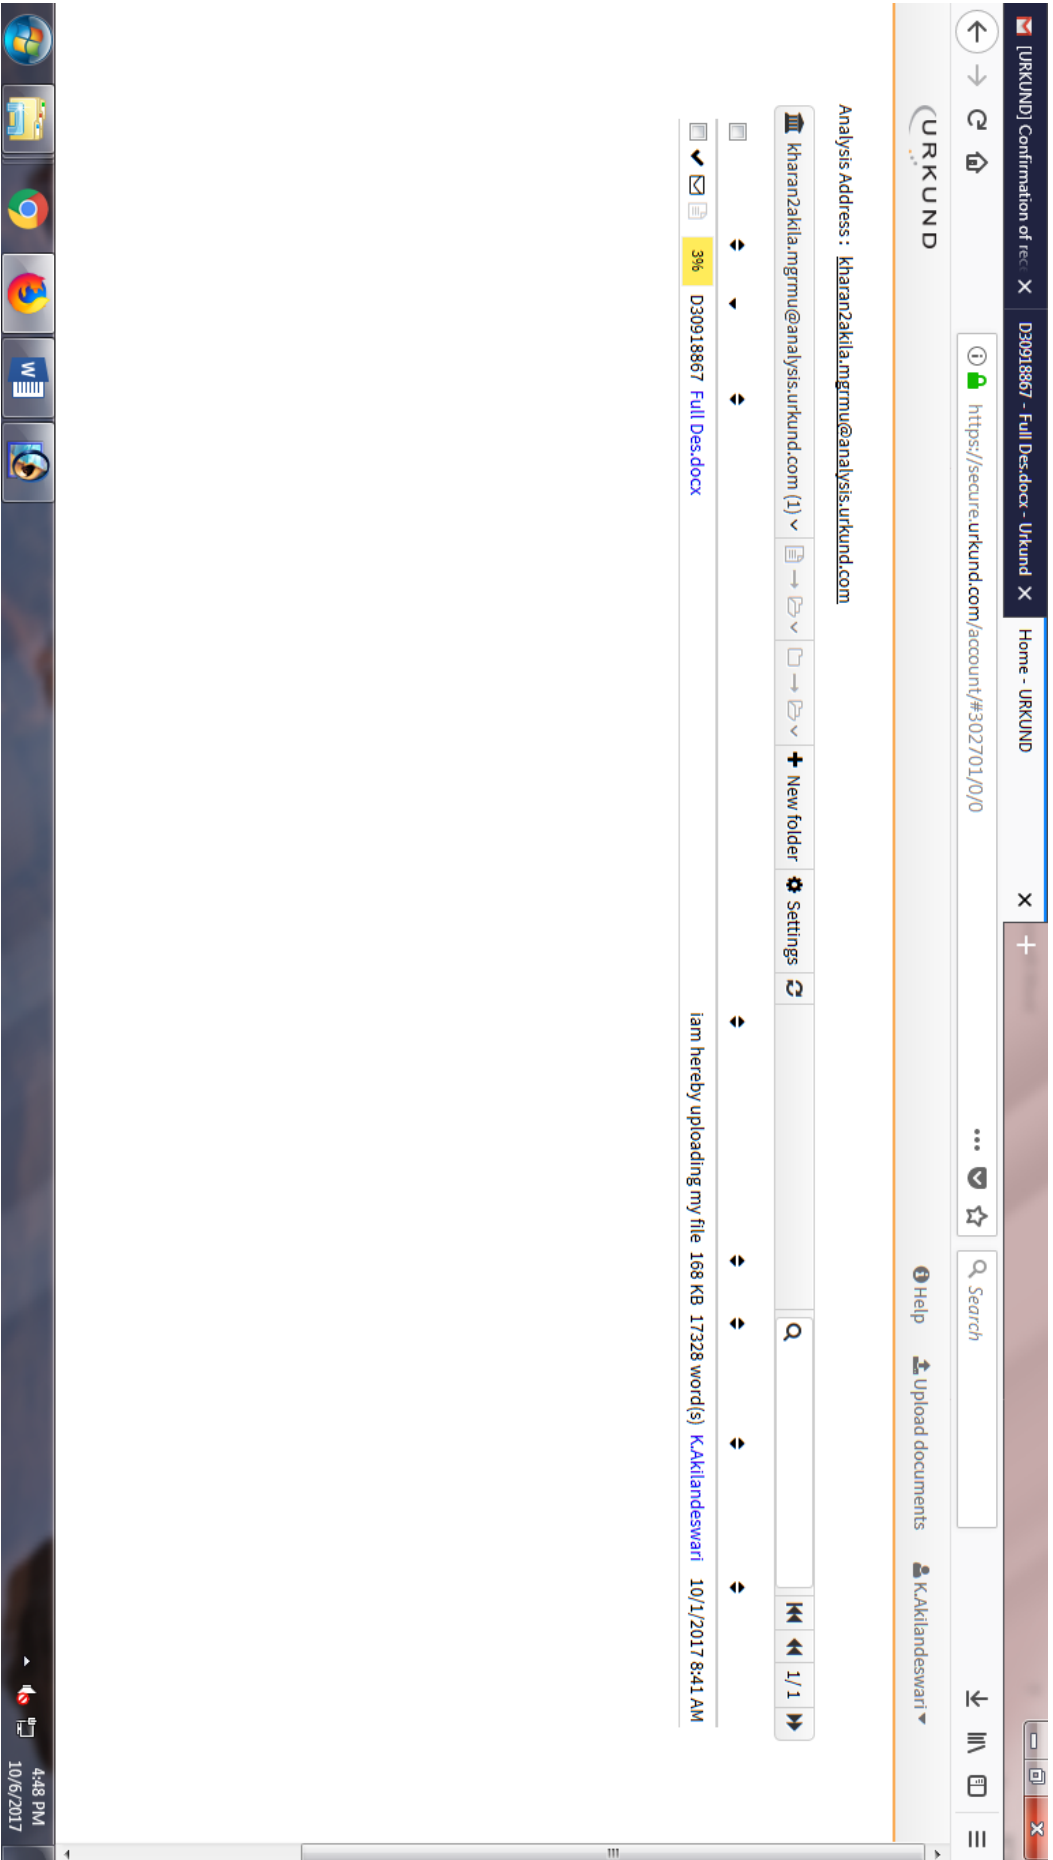 [URKUND] Confirmation of rec
D30918867 - Full Des.docx - Urkund
Home - URKUND
https://secure.urkund.com/account/#302701/0/0
Search
URKUND
Help
Upload documents
K.Akilandeswari
Analysis Address : kharan2akila.mgrmu@analysis.urkund.com
kharan2akila.mgrmu@analysis.urkund.com (1)
New folder
Settings
1/1
3% D30918867 Full Des.docx iam hereby uploading my file 168 KB 17328 word(s) K.Akilandeswari 10/1/2017 8:41 AM
4:48 PM
10/6/2017